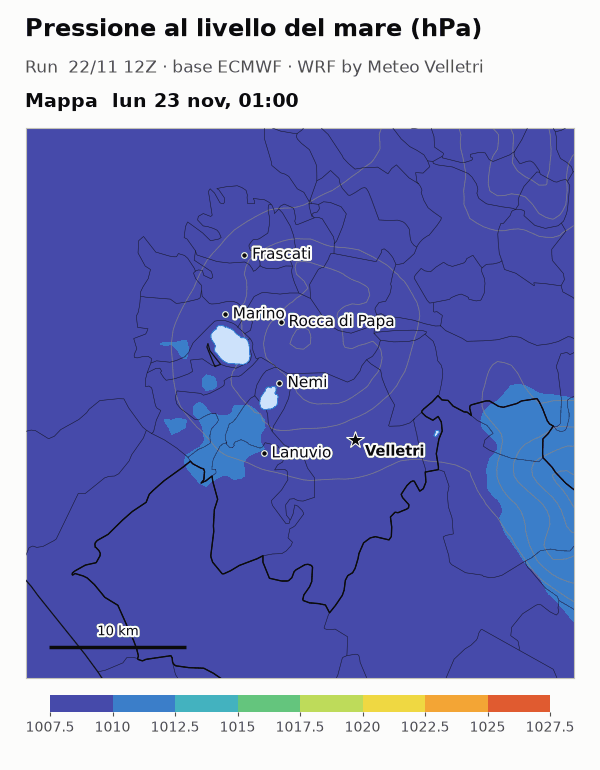 Pressione al livello del mare (hPa)
Run  22/11 12Z · base ECMWF · WRF by Meteo Velletri
Mappa  lun 23 nov, 01:00
Frascati
Marino
Rocca di Papa
Nemi
Velletri
Lanuvio
10 km
1007.5 1010 1012.5 1015 1017.5 1020 1022.5 1025 1027.5